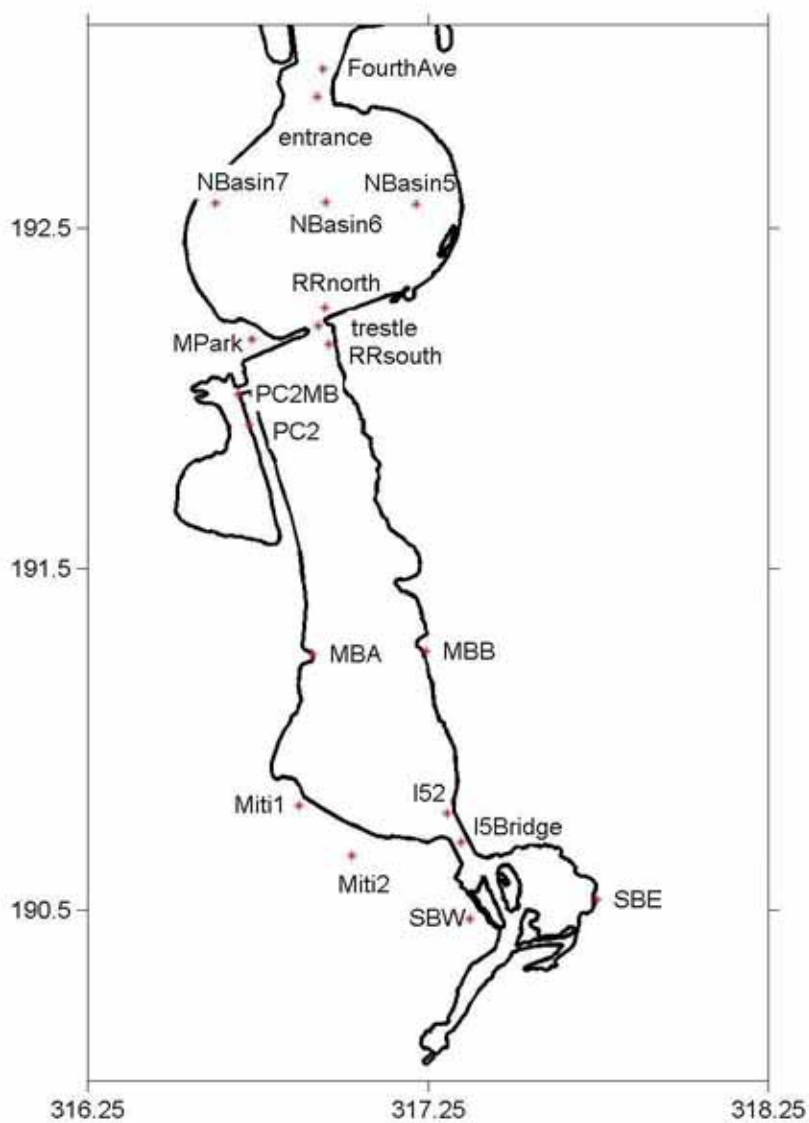 FourthAve
entrance
NBasin7
NBasin5
NBasin6
192.5
RRnorth
trestle
MPark
RRsouth
PC2MB
PC2
191.5
MBA
MBB
I52
Miti1
I5Bridge
Miti2
190.5
SBW
SBE
316.25
317.25
318.25